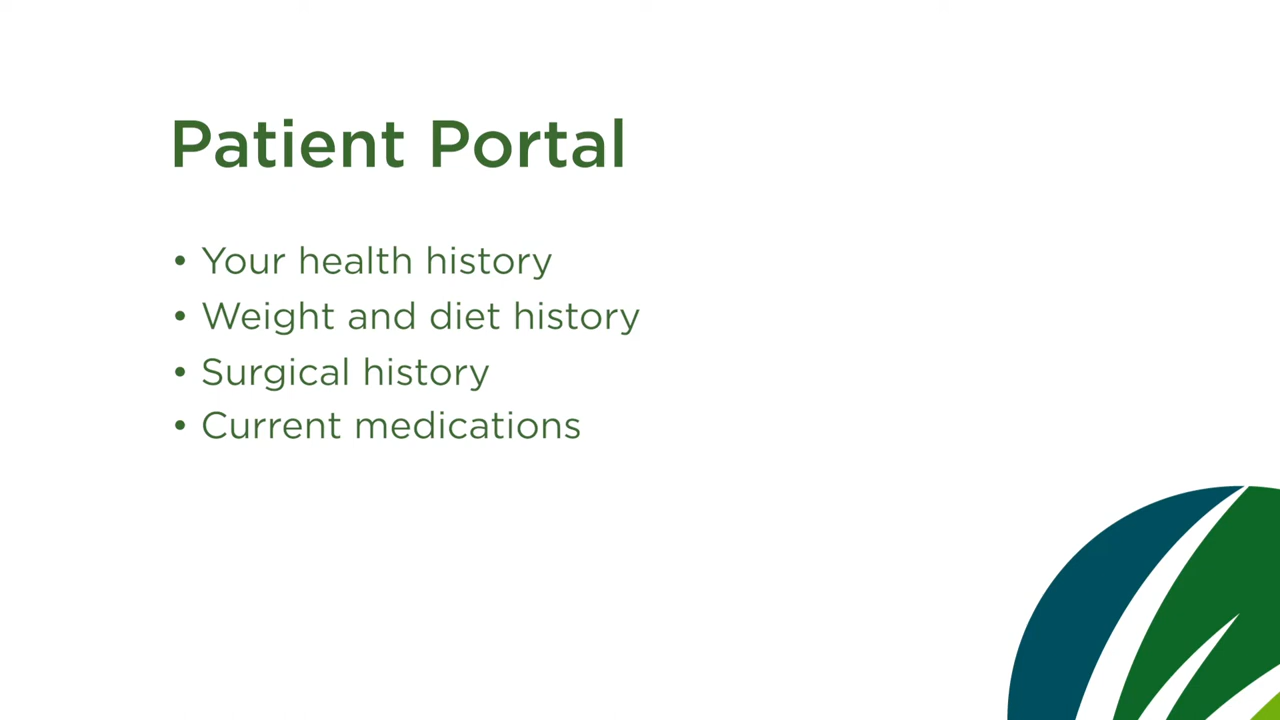 Patient Portal
• Your health history
• Weight and diet history
• Surgical history
• Current medications